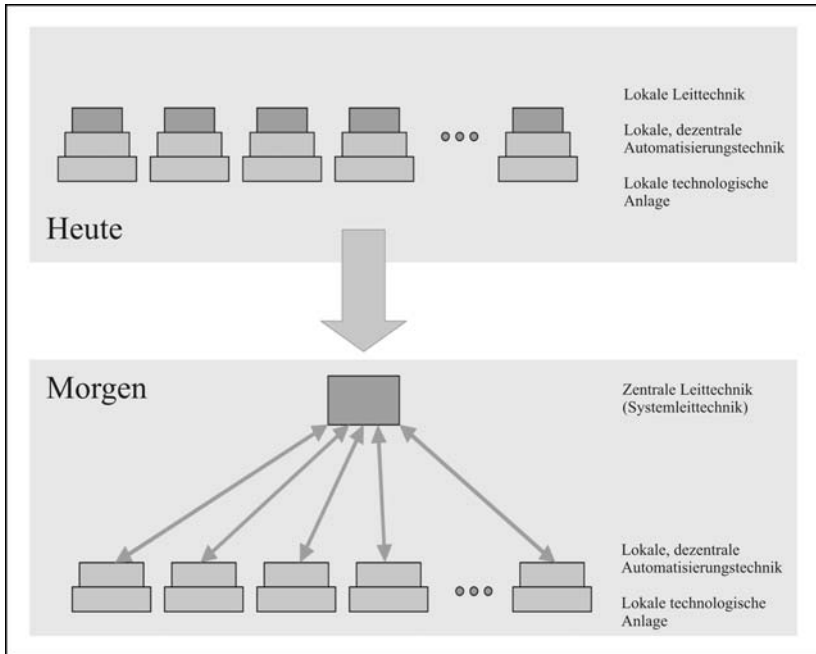 Lokale Leittechnik
Lokale, dezentrale
Automatisierungstechnik
Lokale technologische
Anlage
Heute
Morgen
Zentrale Leittechnik
(Systemleittechnik)
Lokale, dezentrale
Automatisierungstechnik
Lokale technologische
Anlage